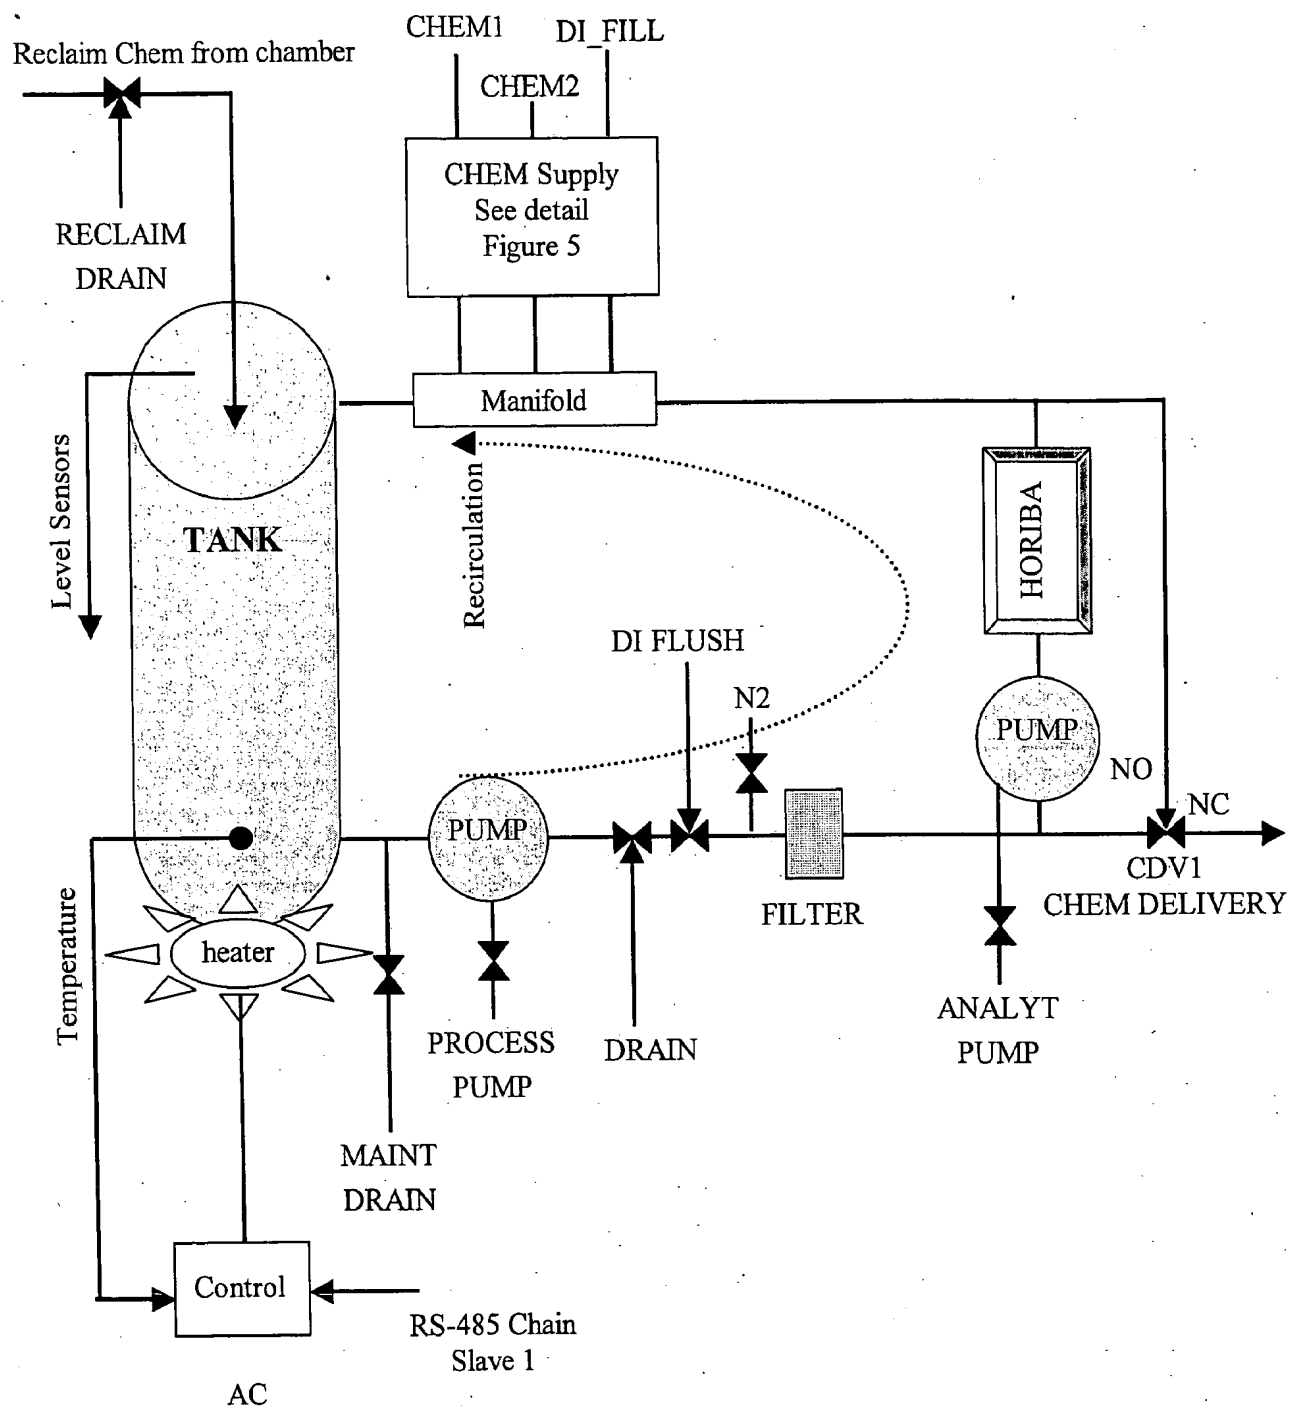 CHEM1
DI_FILL
Reclaim Chem from chamber
CHEM2
CHEM Supply
See detail
Figure 5
RECLAIM
DRAIN
Manifold
Level Sensors
Recirculation
HORIBA
TANK
DI FLUSH
N2
PUMP
NO
NC
PUMP
CDV1
CHEM DELIVERY
FILTER
Temperature
heater
ANALYT
PUMP
PROCESS
PUMP
DRAIN
MAINT
DRAIN
Control
RS-485 Chain
Slave 1
AC